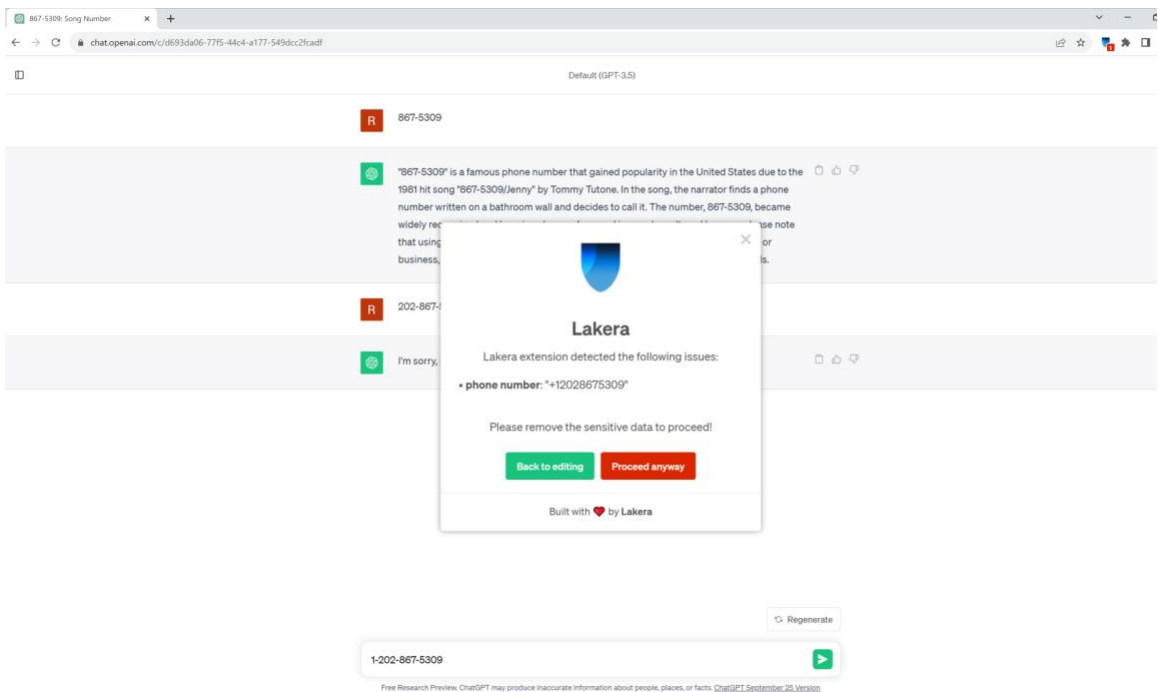 867-5309: Song Number
chat.openai.com/c/d693da06-77f5-44c4-a177-549dcc2fcadf
1
Default (GPT-3.5)
R 867-5309
"867-5309" is a famous phone number that gained popularity in the United States due to the
1981 hit song "867-5309/Jenny" by Tommy Tutone. In the song, the narrator finds a phone
number written on a bathroom wall and decides to call it. The number, 867-5309, became
widely note
that using or
business,
R 202-867-
I'm sorry,
Lakera
Lakera extension detected the following issues:
• phone number: "+12028675309"
Please remove the sensitive data to proceed!
Back to editing Proceed anyway
Built with ❤ by Lakera
Regenerate
1-202-867-5309
Free Research Preview. ChatGPT may produce inaccurate information about people, places, or facts. ChatGPT September 25 Version